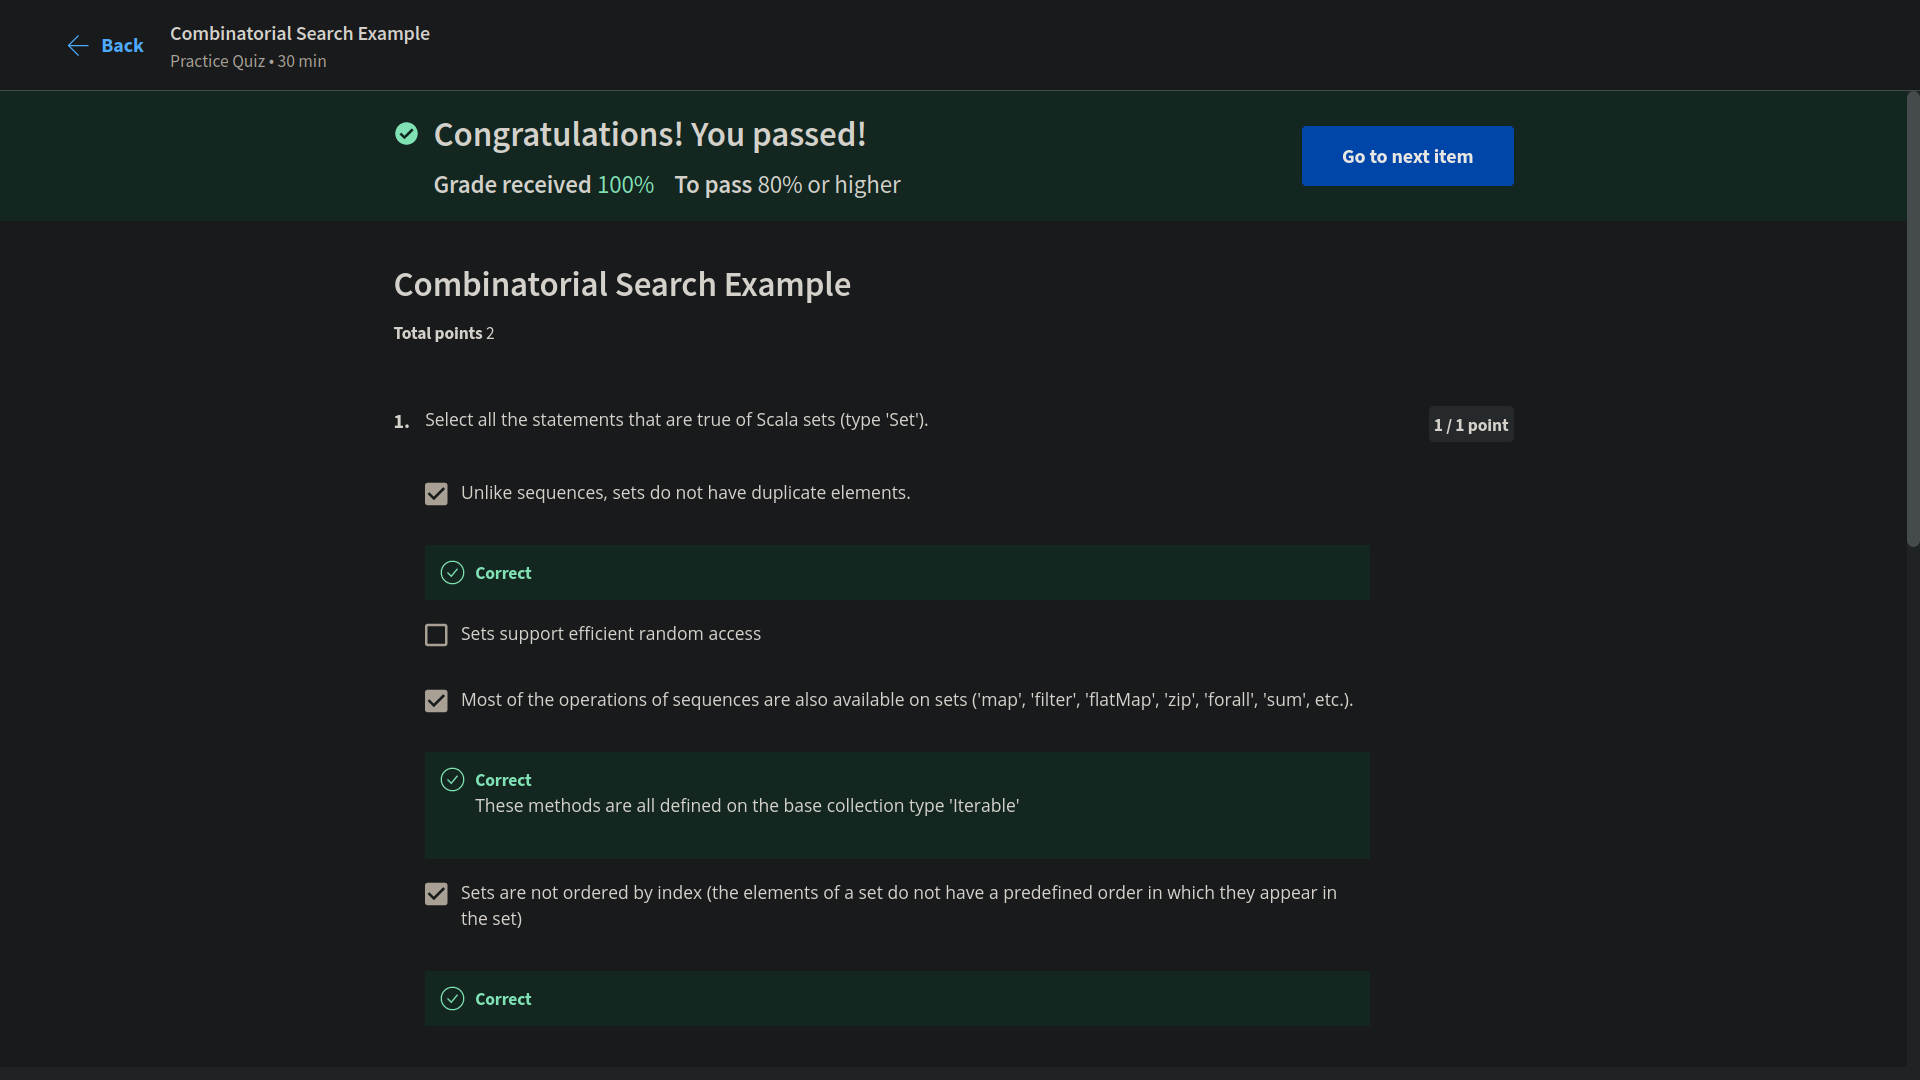 Back
Combinatorial Search Example
Practice Quiz • 30 min
Congratulations! You passed!
Grade received 100% To pass 80% or higher
Go to next item
Combinatorial Search Example
Total points 2
1. Select all the statements that are true of Scala sets (type 'Set').
1 / 1 point
Unlike sequences, sets do not have duplicate elements.
Correct
Sets support efficient random access
Most of the operations of sequences are also available on sets ('map', 'filter', 'flatMap', 'zip', 'forall', 'sum', etc.).
Correct
These methods are all defined on the base collection type 'Iterable'
Sets are not ordered by index (the elements of a set do not have a predefined order in which they appear in
the set)
Correct